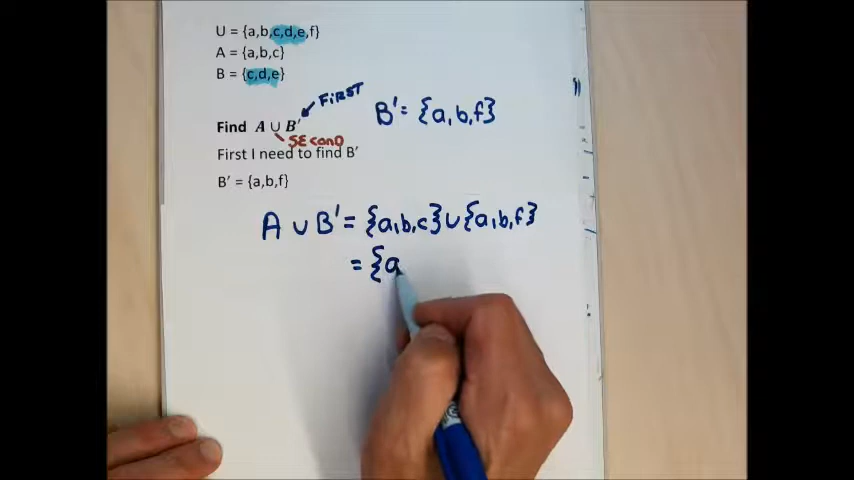 U = {a,b,c,d,e,f}
A = {a,b,c}
B = {c,d,e}
FiRST
B' = {a,b,f}
Find A ∪ B'
SEconD
First I need to find B'
B' = {a,b,f}
A ∪ B' = {a,b,c} ∪ {a,b,f}
= {a